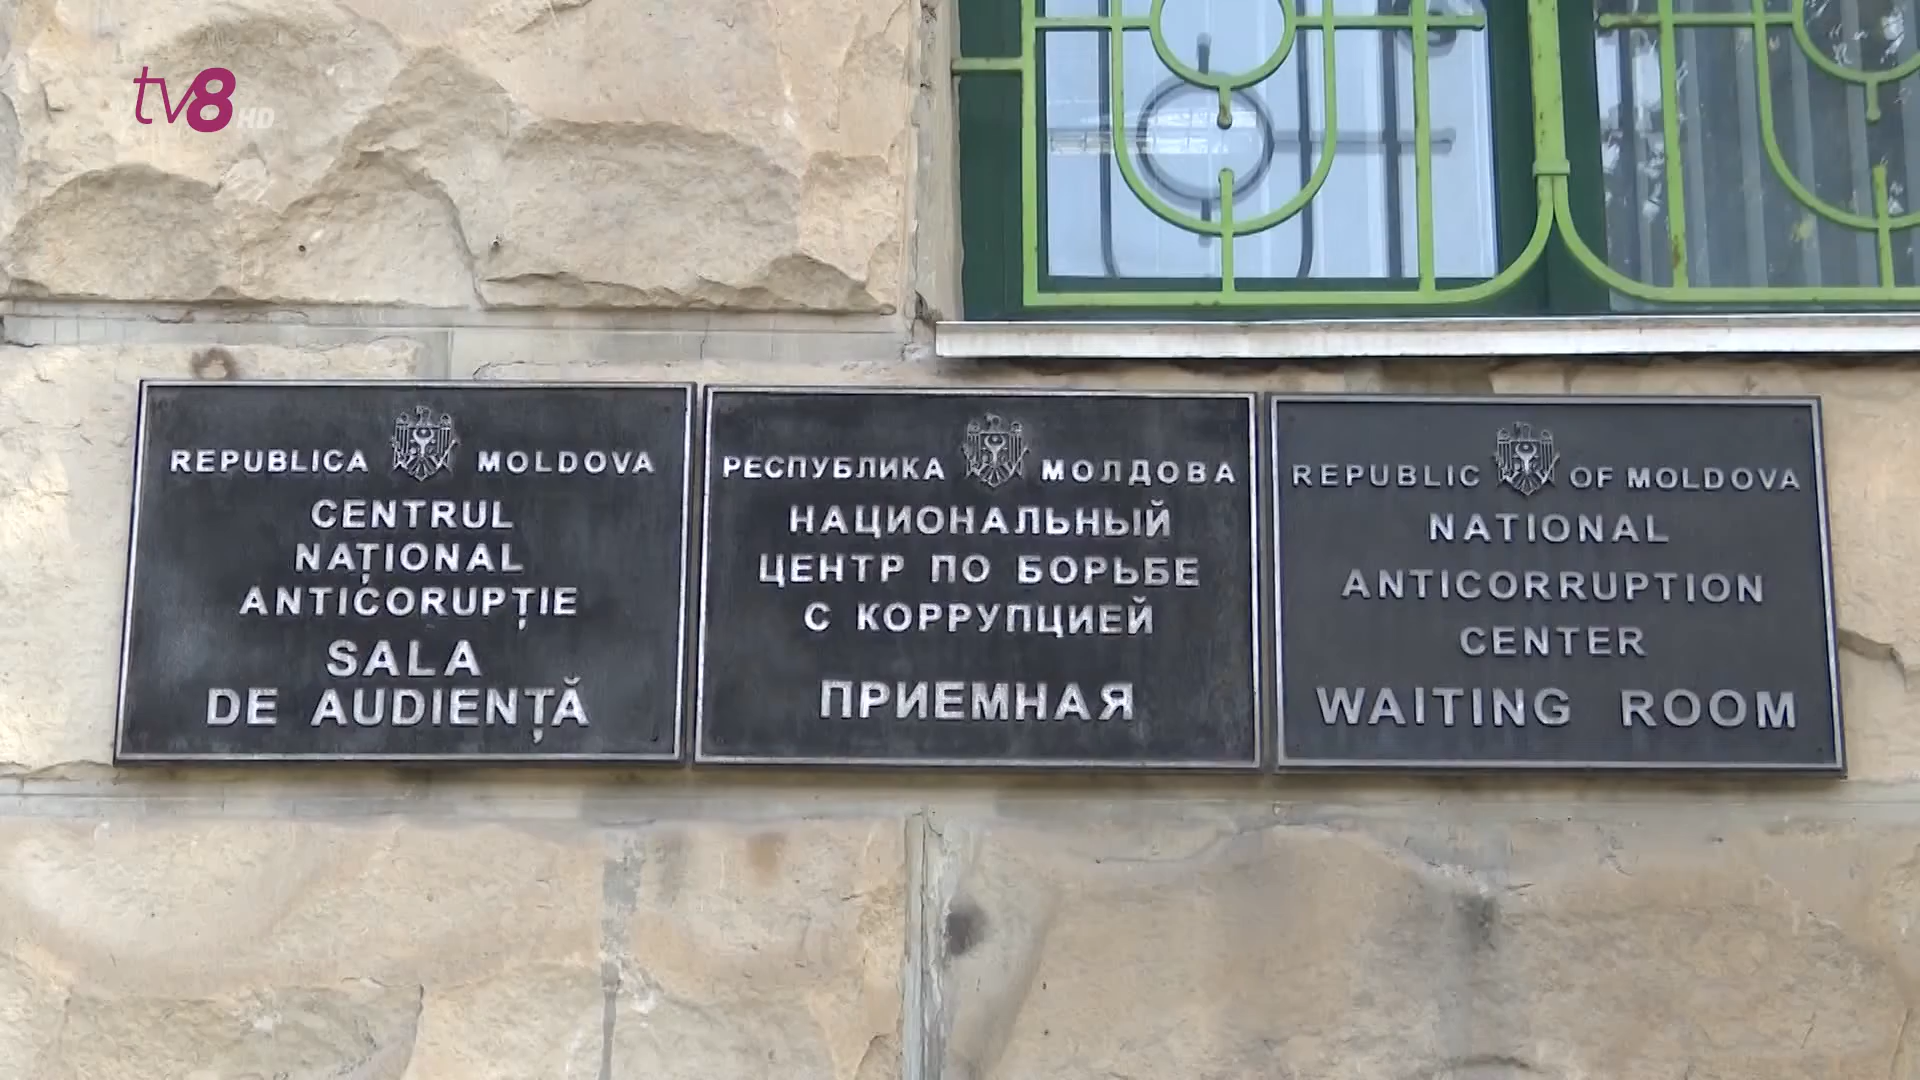 tv8 HD
REPUBLICA MOLDOVA
CENTRUL
NAȚIONAL
ANTICORUPȚIE
SALA
DE AUDIENȚĂ
РЕСПУБЛИКА МОЛДОВА
НАЦИОНАЛЬНЫЙ
ЦЕНТР ПО БОРЬБЕ
С КОРРУПЦИЕЙ
ПРИЕМНАЯ
REPUBLIC OF MOLDOVA
NATIONAL
ANTICORRUPTION
CENTER
WAITING ROOM